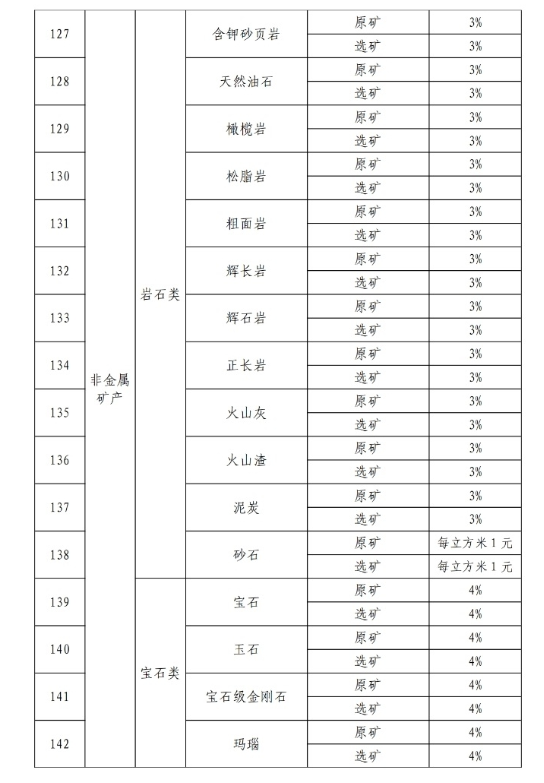 127 含钾砂页岩 原矿 3%
选矿 3%
128 天然油石 原矿 3%
选矿 3%
129 橄榄岩 原矿 3%
选矿 3%
130 松脂岩 原矿 3%
选矿 3%
131 粗面岩 原矿 3%
选矿 3%
132 辉长岩 原矿 3%
选矿 3%
岩石类
133 辉石岩 原矿 3%
选矿 3%
134 正长岩 原矿 3%
选矿 3%
非金属
矿产
135 火山灰 原矿 3%
选矿 3%
136 火山渣 原矿 3%
选矿 3%
137 泥炭 原矿 3%
选矿 3%
138 砂石 原矿 每立方米1元
选矿 每立方米1元
139 宝石 原矿 4%
选矿 4%
140 玉石 原矿 4%
选矿 4%
宝石类
141 宝石级金刚石 原矿 4%
选矿 4%
142 玛瑙 原矿 4%
选矿 4%